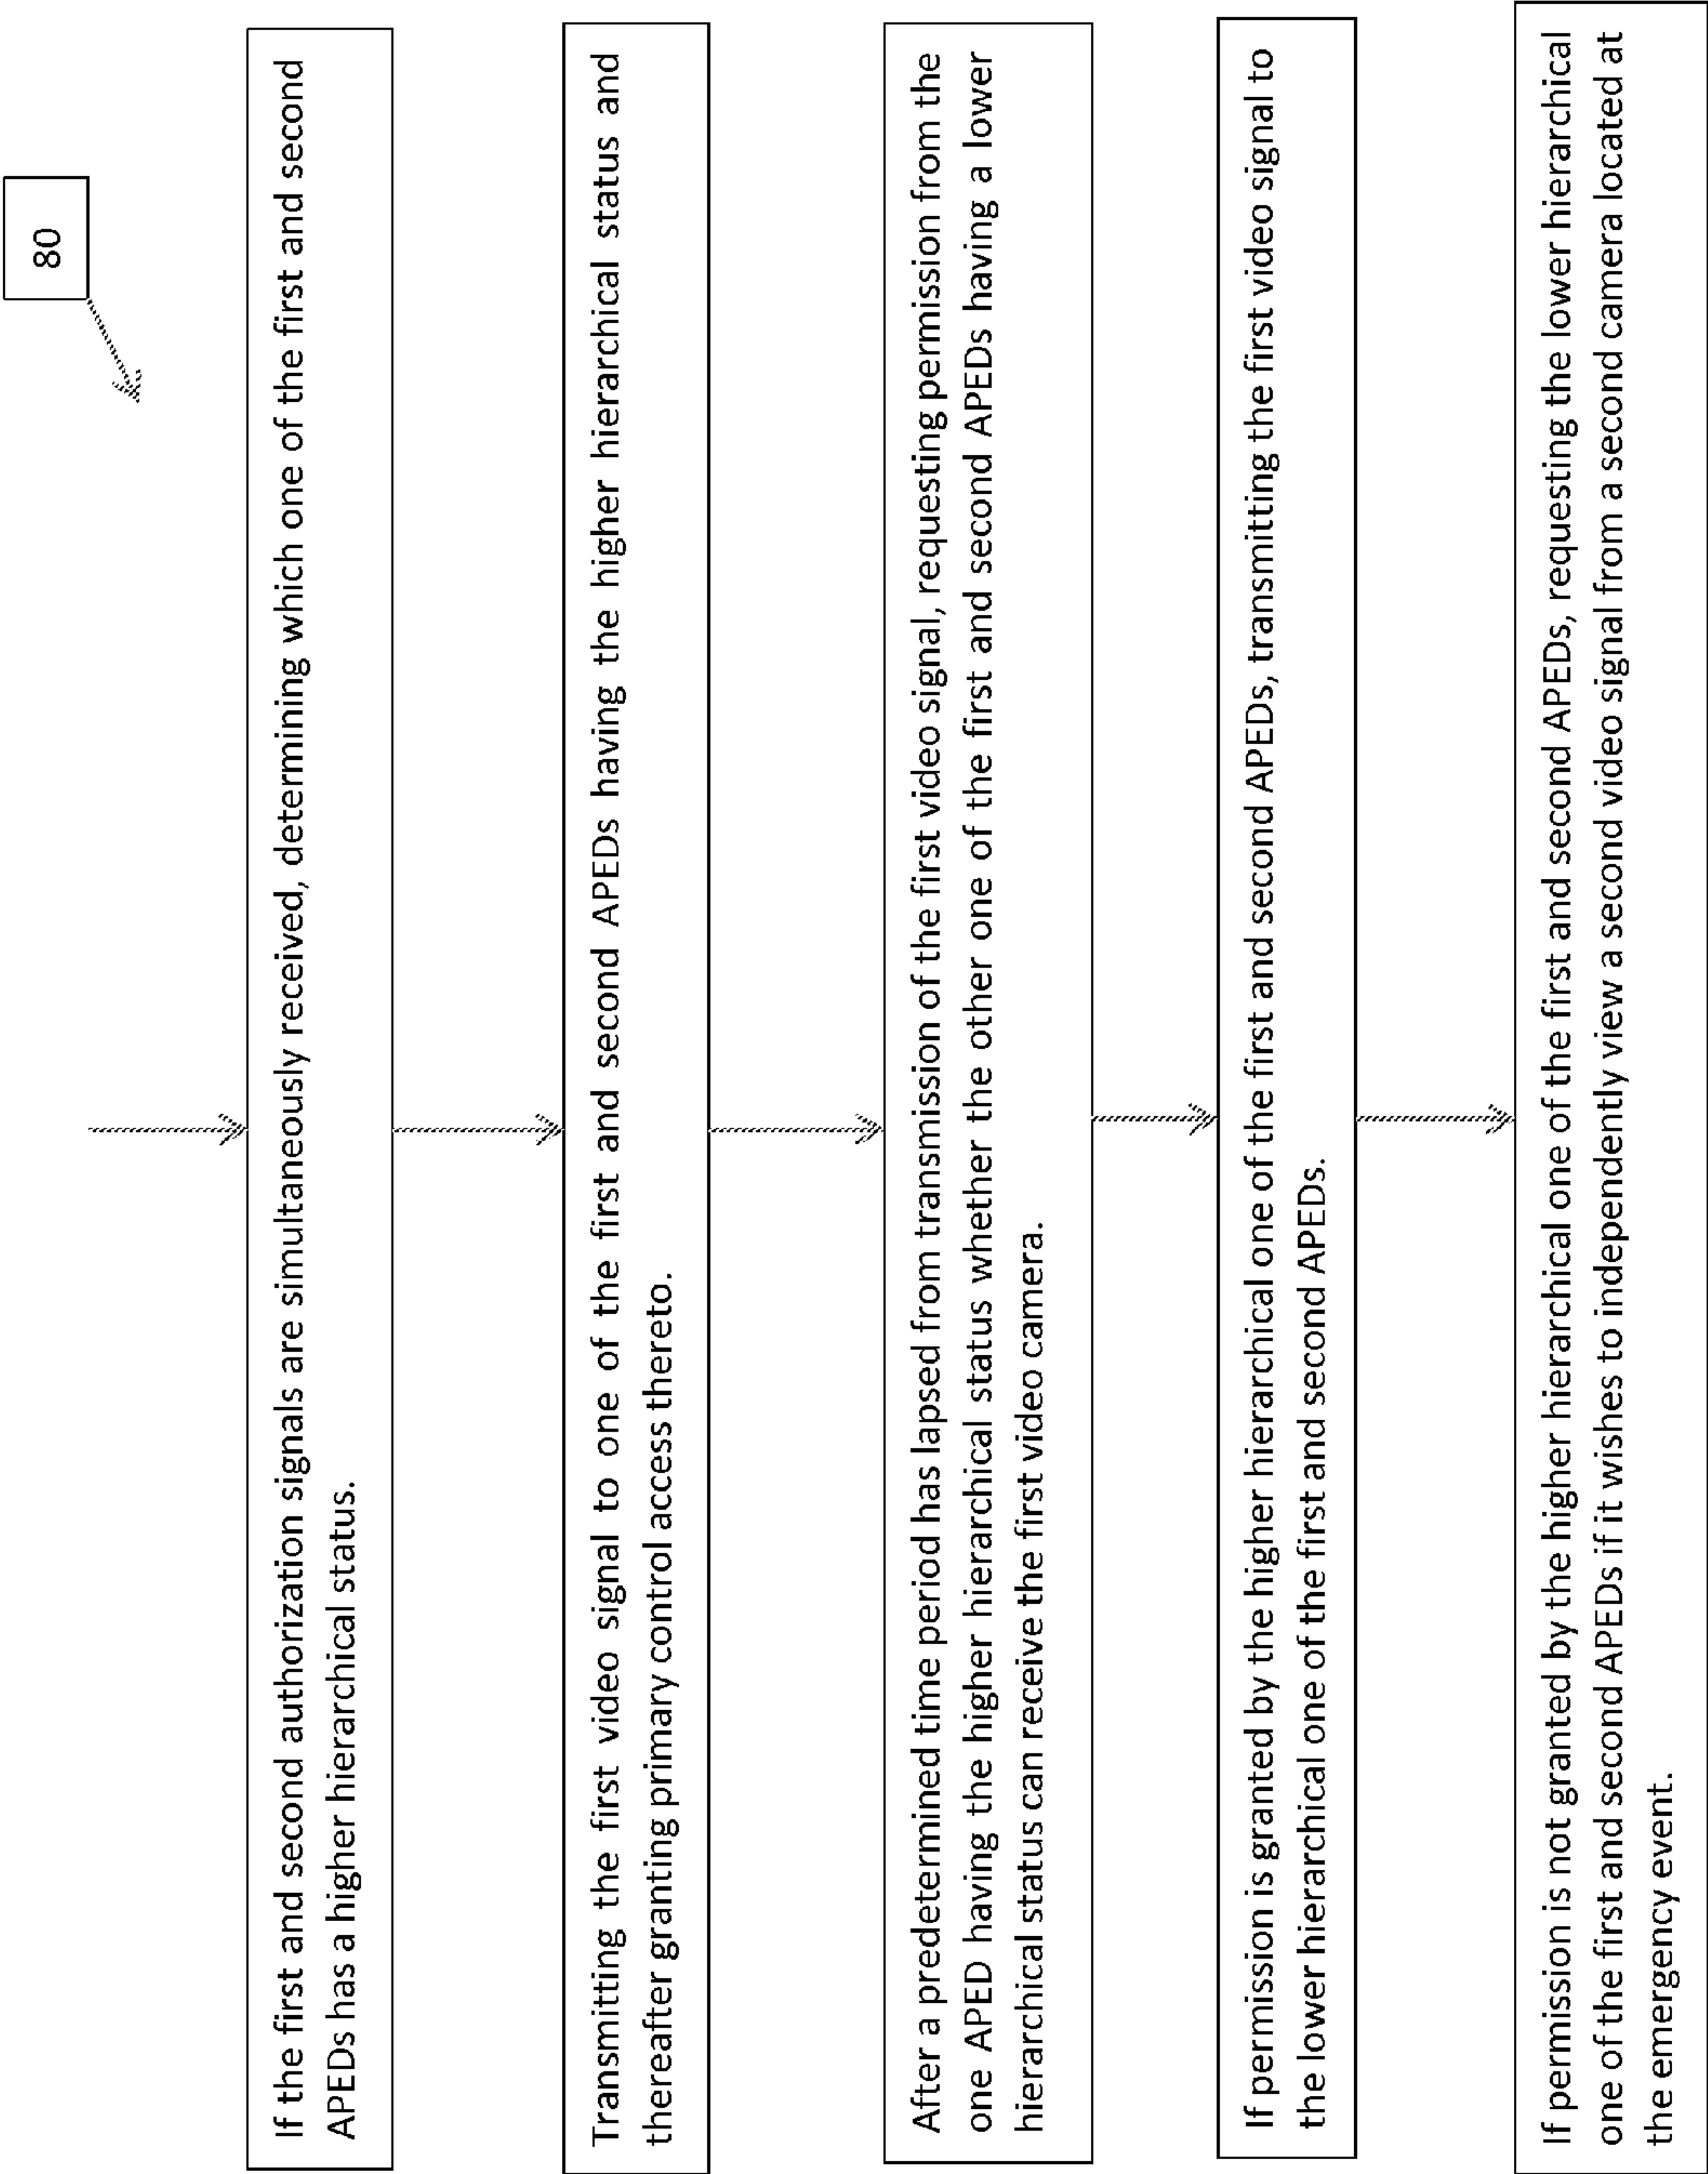 80
If the first and second authorization signals are simultaneously received, determining which one of the first and second
APEDs has a higher hierarchical status.
Transmitting the first video signal to one of the first and second APEDs having the higher hierarchical status and
thereafter granting primary control access thereto.
After a predetermined time period has lapsed from transmission of the first video signal, requesting permission from the
one APED having the higher hierarchical status whether the other one of the first and second APEDs having a lower
hierarchical status can receive the first video camera.
If permission is granted by the higher hierarchical one of the first and second APEDs, transmitting the first video signal to
the lower hierarchical one of the first and second APEDs.
If permission is not granted by the higher hierarchical one of the first and second APEDs, requesting the lower hierarchical
one of the first and second APEDs if it wishes to independently view a second video signal from a second camera located at
the emergency event.